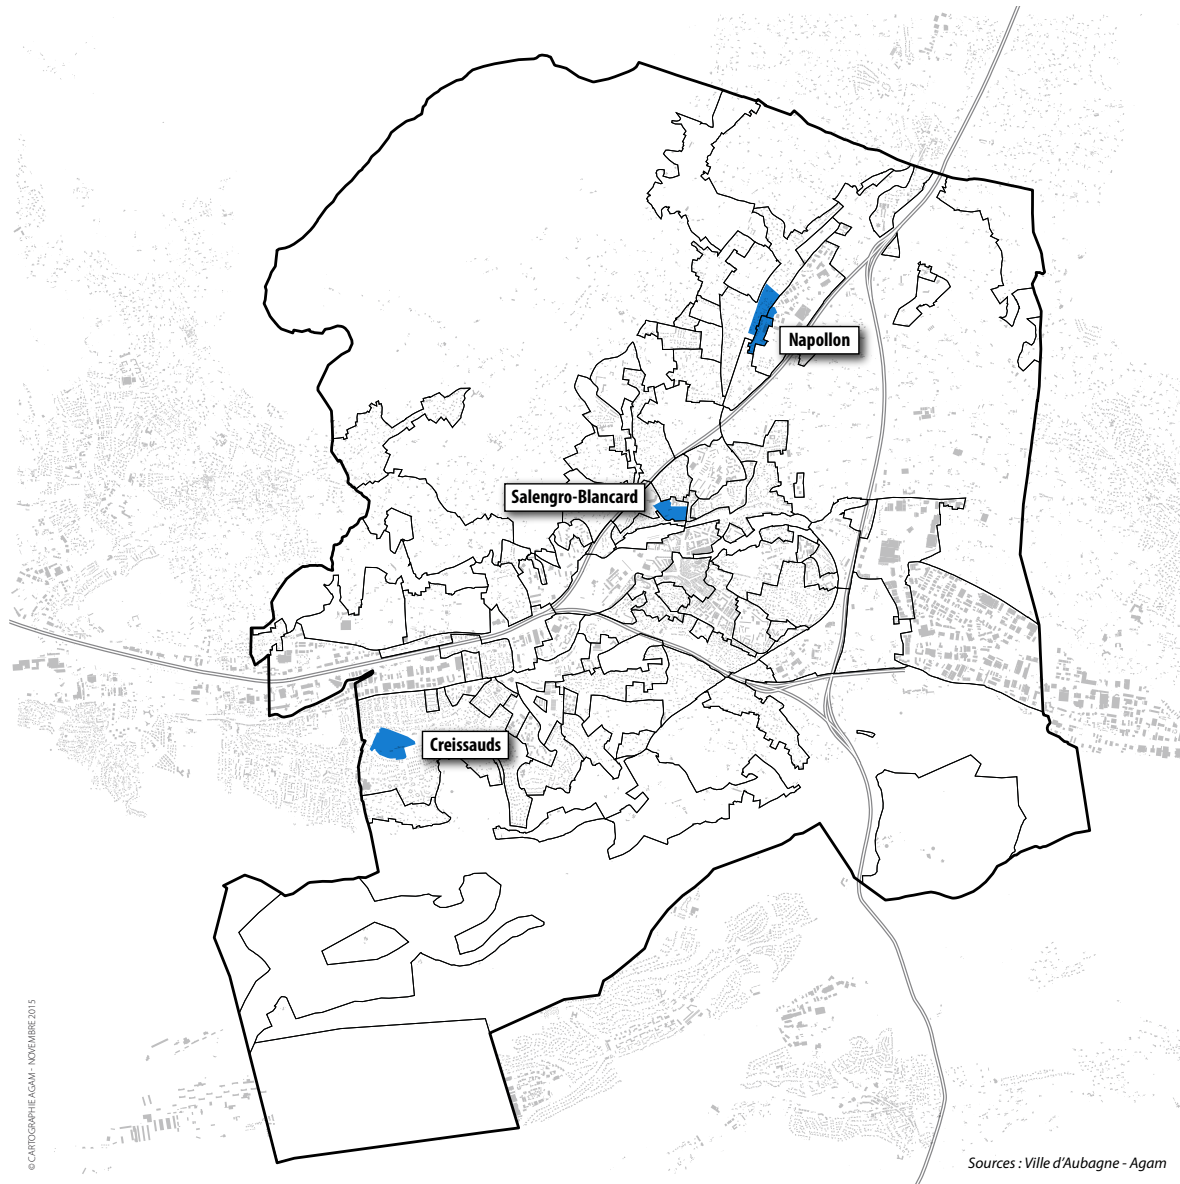 Napollon
Salengro-Blancard
Creissauds
© CARTOGRAPHIE AGAM - NOVEMBRE 2015
Sources : Ville d'Aubagne - Agam